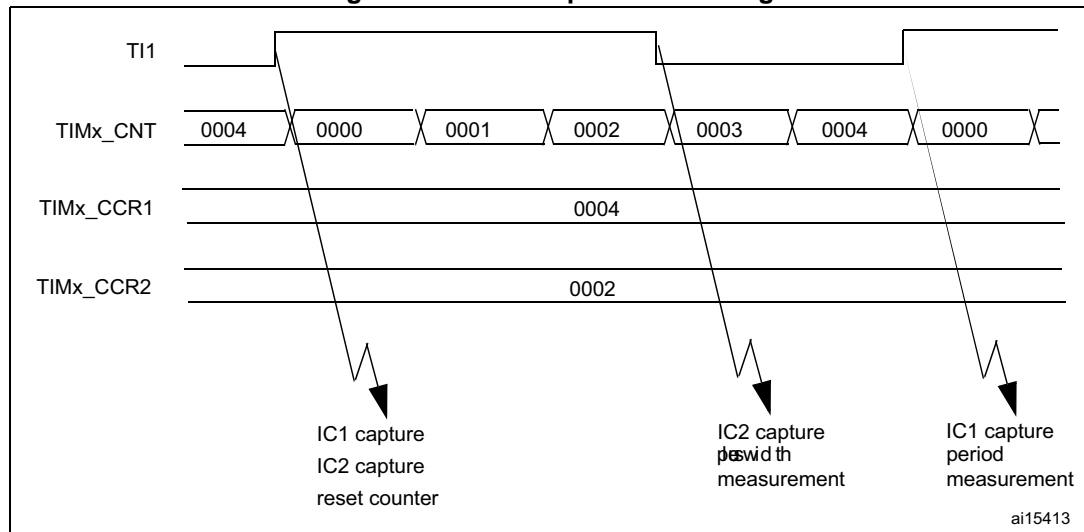 TI1
TIMx_CNT 0004 0000 0001 0002 0003 0004 0000
TIMx_CCR1 0004
TIMx_CCR2 0002
IC1 capture
IC2 capture
reset counter
IC2 capture
measurement
IC1 capture
period
measurement
ai15413